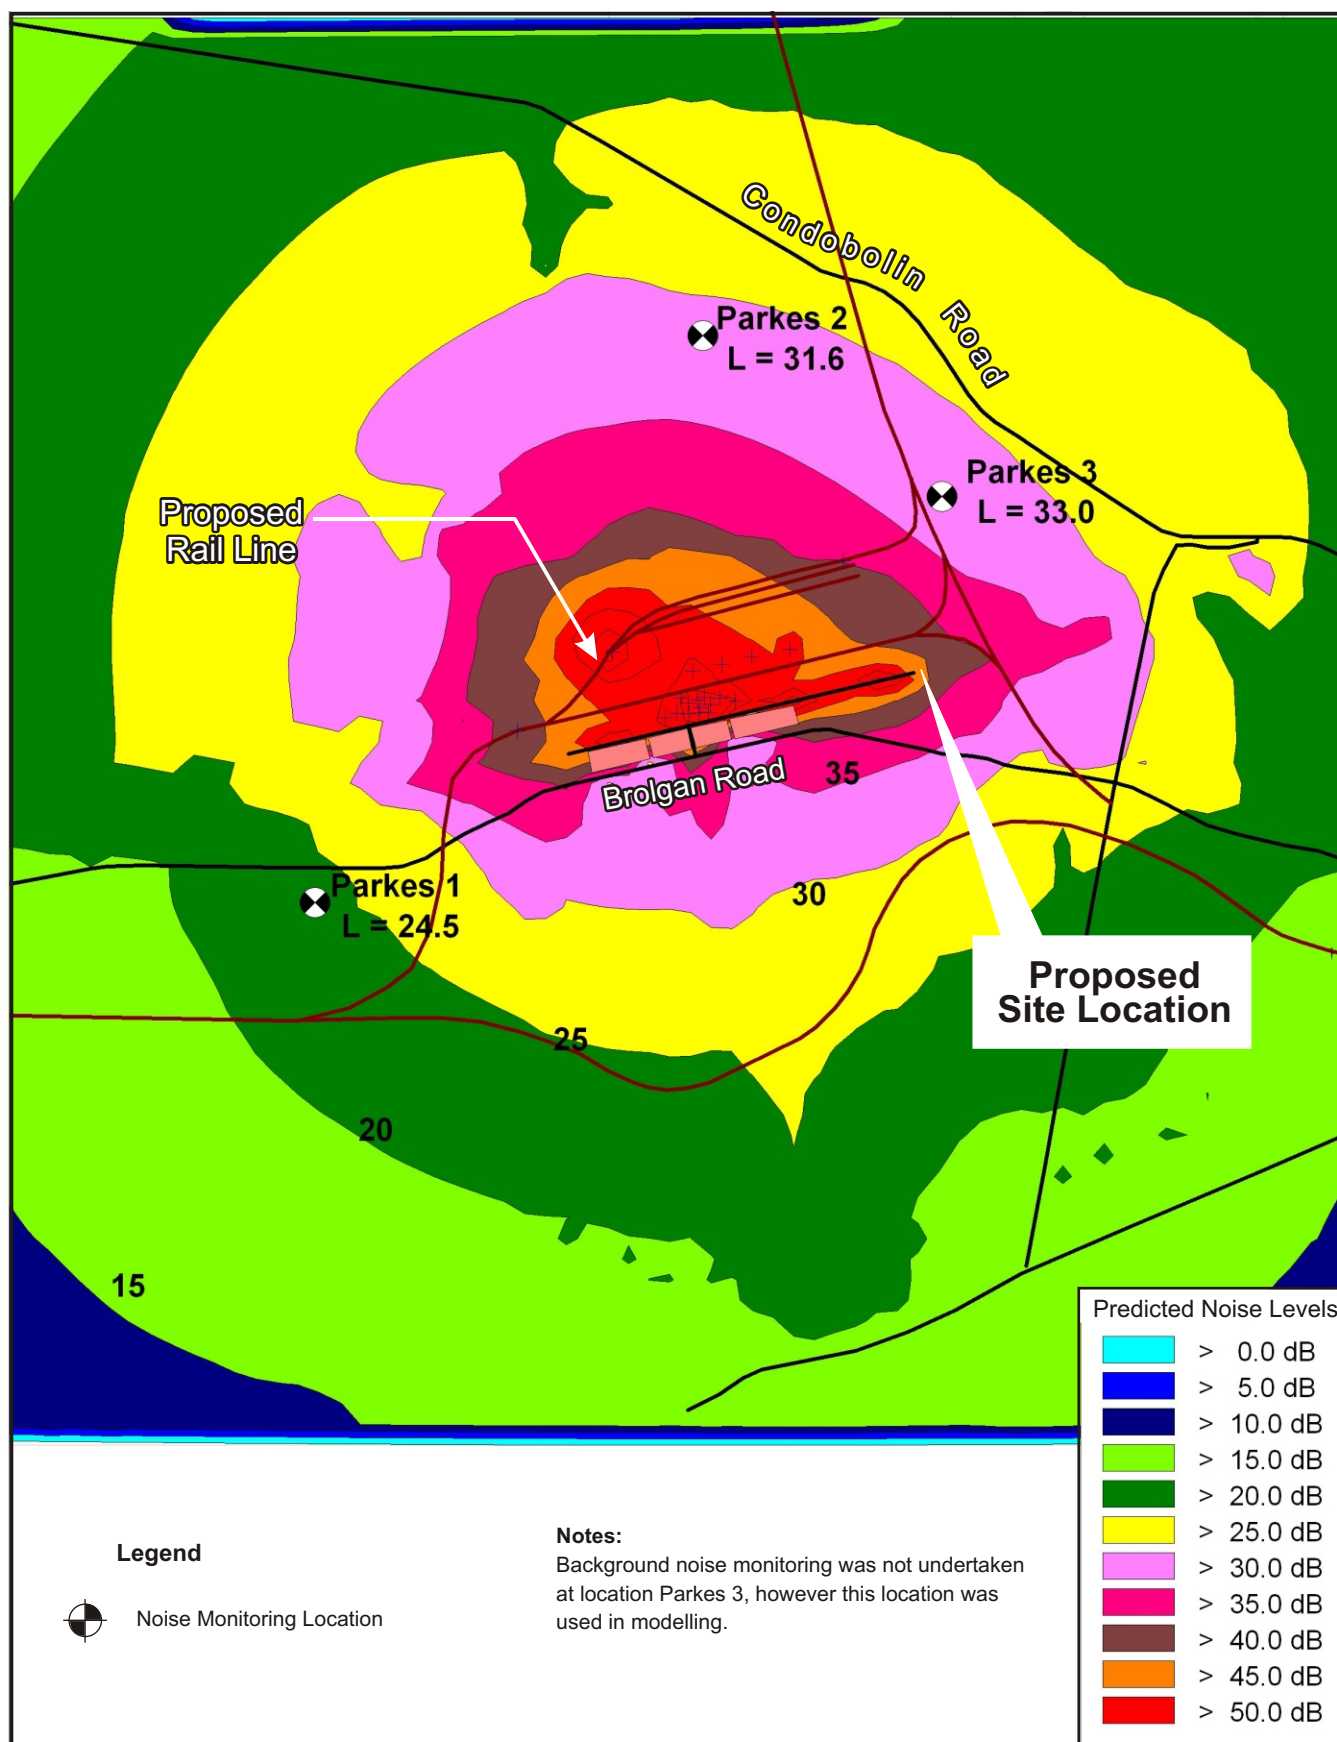 Condobolin Road
Parkes 2
L = 31.6
Parkes 3
L = 33.0
Proposed
Rail Line
Brolgan Road
35
Parkes 1
L = 24.5
30
Proposed
Site Location
25
20
15
Predicted Noise Levels
> 0.0 dB
> 5.0 dB
> 10.0 dB
> 15.0 dB
> 20.0 dB
> 25.0 dB
> 30.0 dB
> 35.0 dB
> 40.0 dB
> 45.0 dB
> 50.0 dB
Legend
Noise Monitoring Location
Notes:
Background noise monitoring was not undertaken
at location Parkes 3, however this location was
used in modelling.